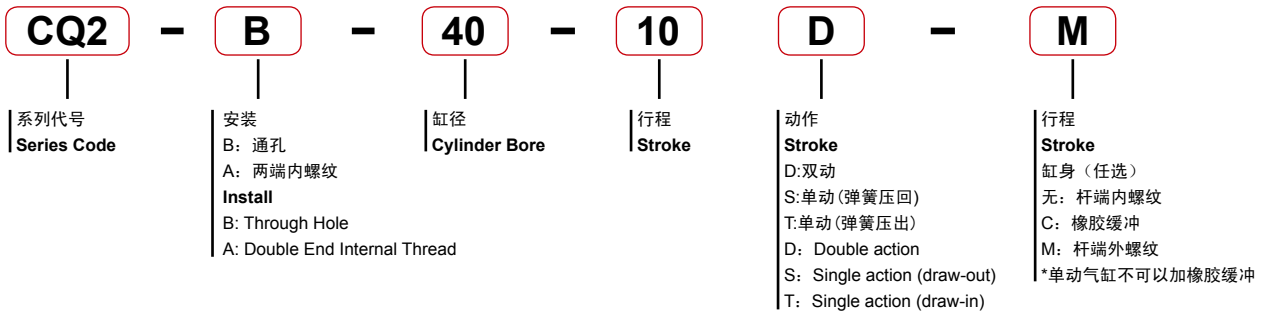 CQ2 - B - 40 - 10 D - M
系列代号
Series Code
安装
B：通孔
A：两端内螺纹
Install
B: Through Hole
A: Double End Internal Thread
缸径
Cylinder Bore
行程
Stroke
动作
Stroke
D:双动
S:单动(弹簧压回)
T:单动(弹簧压出)
D：Double action
S：Single action (draw-out)
T：Single action (draw-in)
行程
Stroke
缸身（任选）
无：杆端内螺纹
C：橡胶缓冲
M：杆端外螺纹
*单动气缸不可以加橡胶缓冲